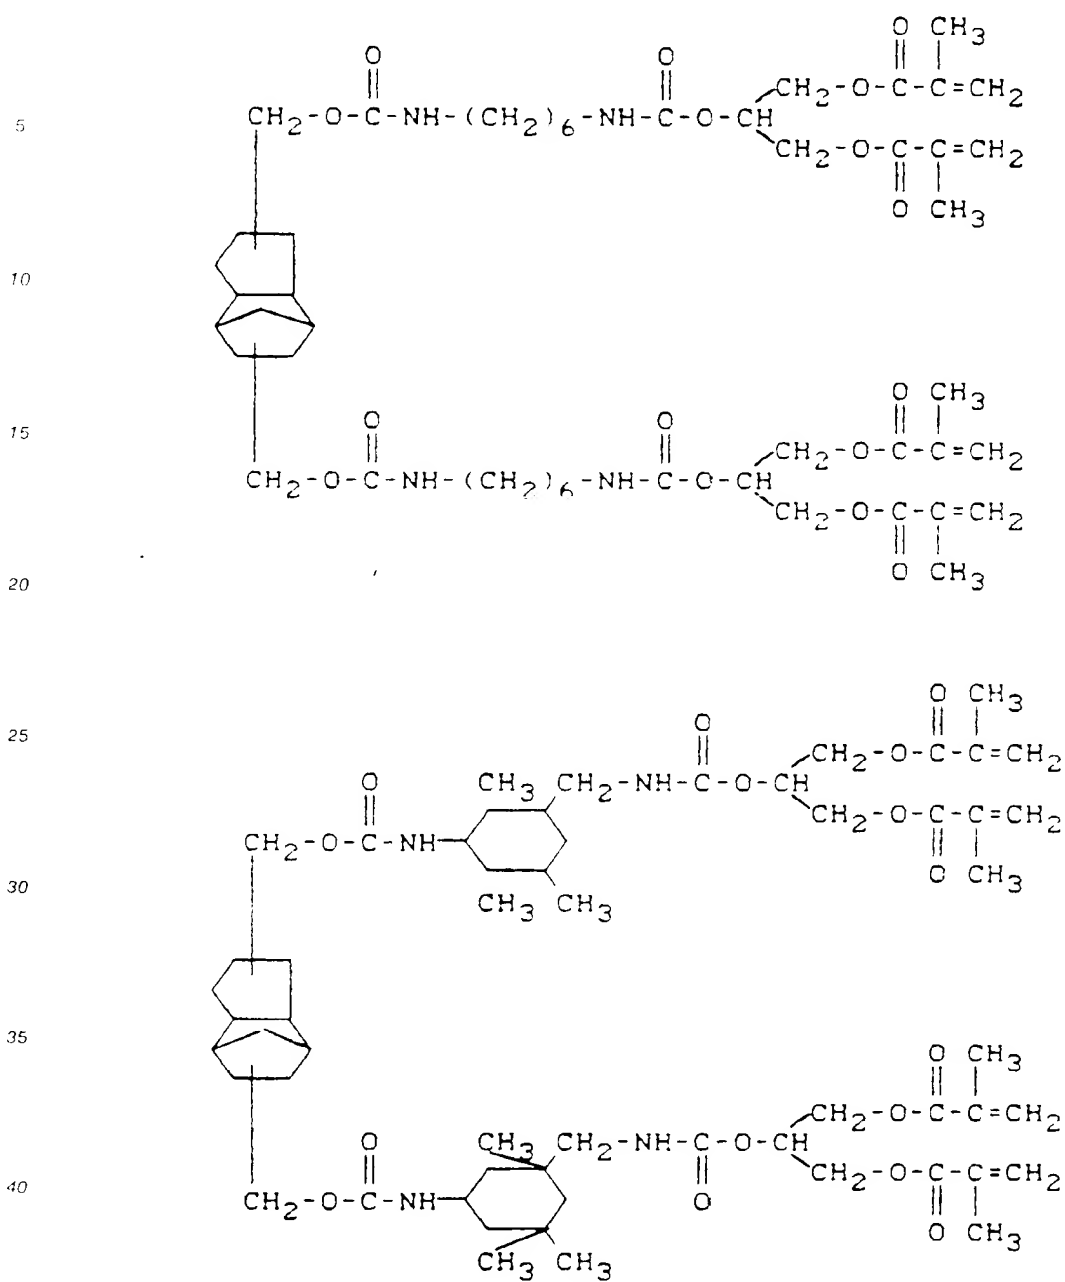 O CH3
O O
CH2-O-C-C=CH2
5 CH2-O-C-NH-(CH2)6-NH-C-O-CH
CH2-O-C-C=CH2
O CH3
10
O CH3
O O
15
CH2-O-C-C=CH2
CH2-O-C-NH-(CH2)6-NH-C-O-CH
CH2-O-C-C=CH2
O CH3
20
O CH3
O
25
CH2-O-C-C=CH2
O CH3 CH2-NH-C-O-CH
CH2-O-C-C=CH2
CH2-O-C-NH
O CH3
30
CH3 CH3
35
O CH3
CH2-O-C-C=CH2
O CH3 CH2-NH-C-O-CH
CH2-O-C-C=CH2
40
CH2-O-C-NH O
O CH3
CH3 CH3